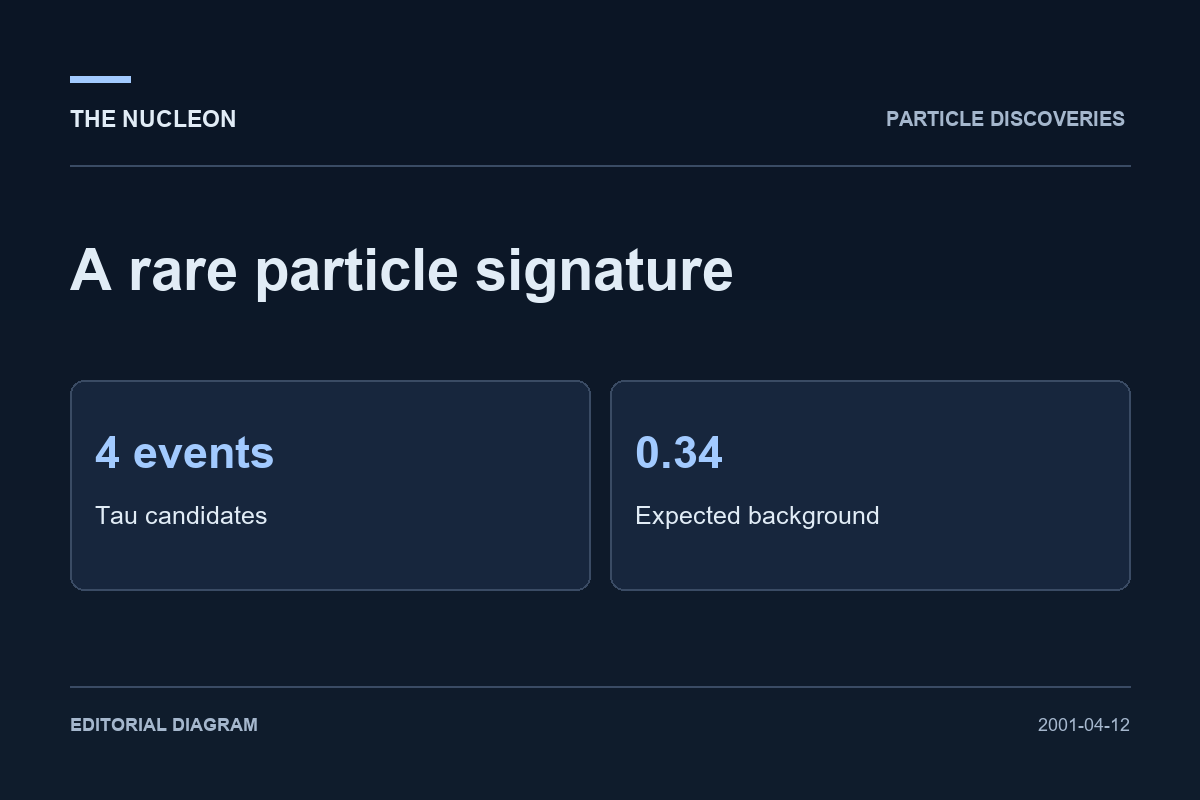 THE NUCLEON
PARTICLE DISCOVERIES
A rare particle signature
4 events
Tau candidates
0.34
Expected background
EDITORIAL DIAGRAM
2001-04-12